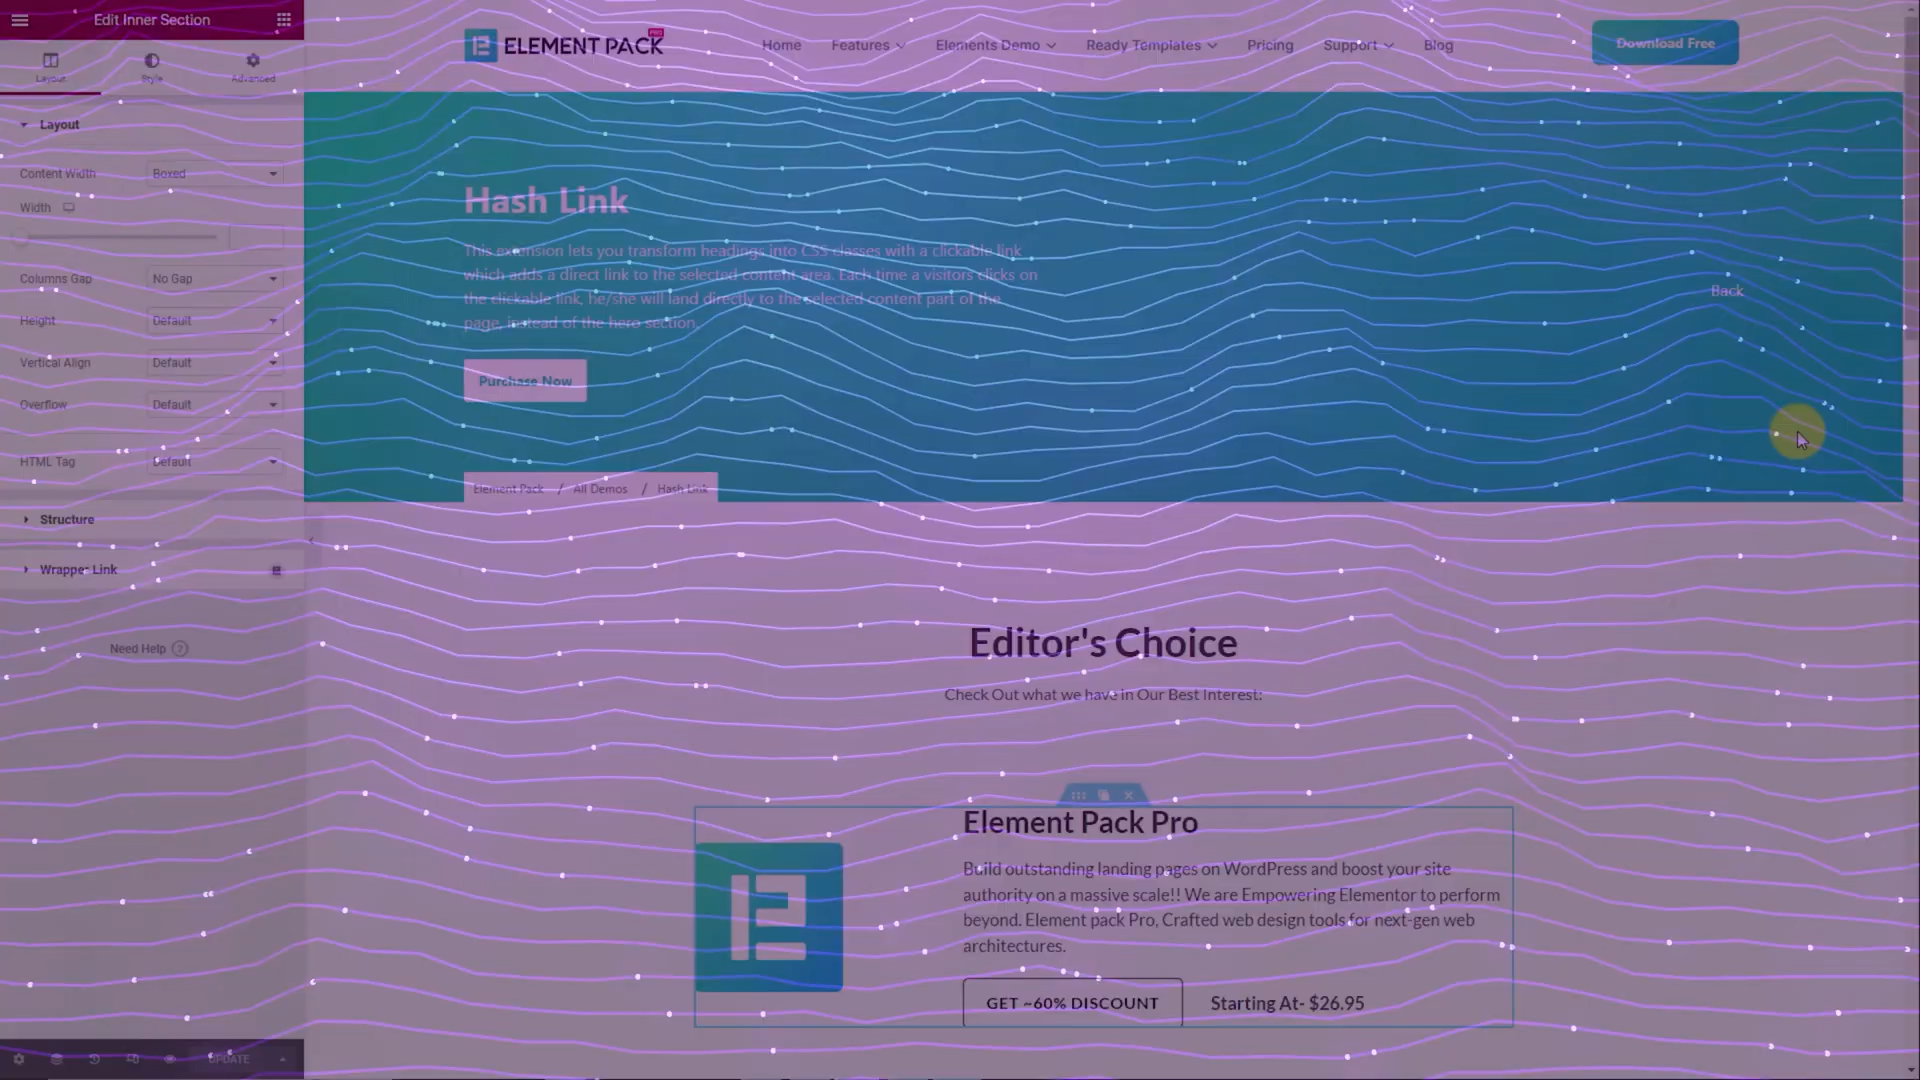 Edit Inner Section
Layout
Style
Advanced
Layout
Content Width
Boxed
Width
Columns Gap
No Gap
Height
Default
Vertical Align
Default
Overflow
Default
HTML Tag
Default
Structure
Wrapper Link
Need Help
UPDATE
ELEMENT PACK
PRO
Home
Features
Elements Demo
Ready Templates
Pricing
Support
Blog
Download Free
Hash Link
This extension lets you transform headings into CSS classes with a clickable link
which adds a direct link to the selected content area. Each time a visitors clicks on
the clickable link, he/she will land directly to the selected content part of the
page, instead of the hero section.
Back
Purchase Now
Element Pack / All Demos / Hash Link
Editor's Choice
Check Out what we have in Our Best Interest:
Element Pack Pro
Build outstanding landing pages on WordPress and boost your site
authority on a massive scale!! We are Empowering Elementor to perform
beyond. Element pack Pro, Crafted web design tools for next-gen web
architectures.
GET ~60% DISCOUNT
Starting At- $26.95